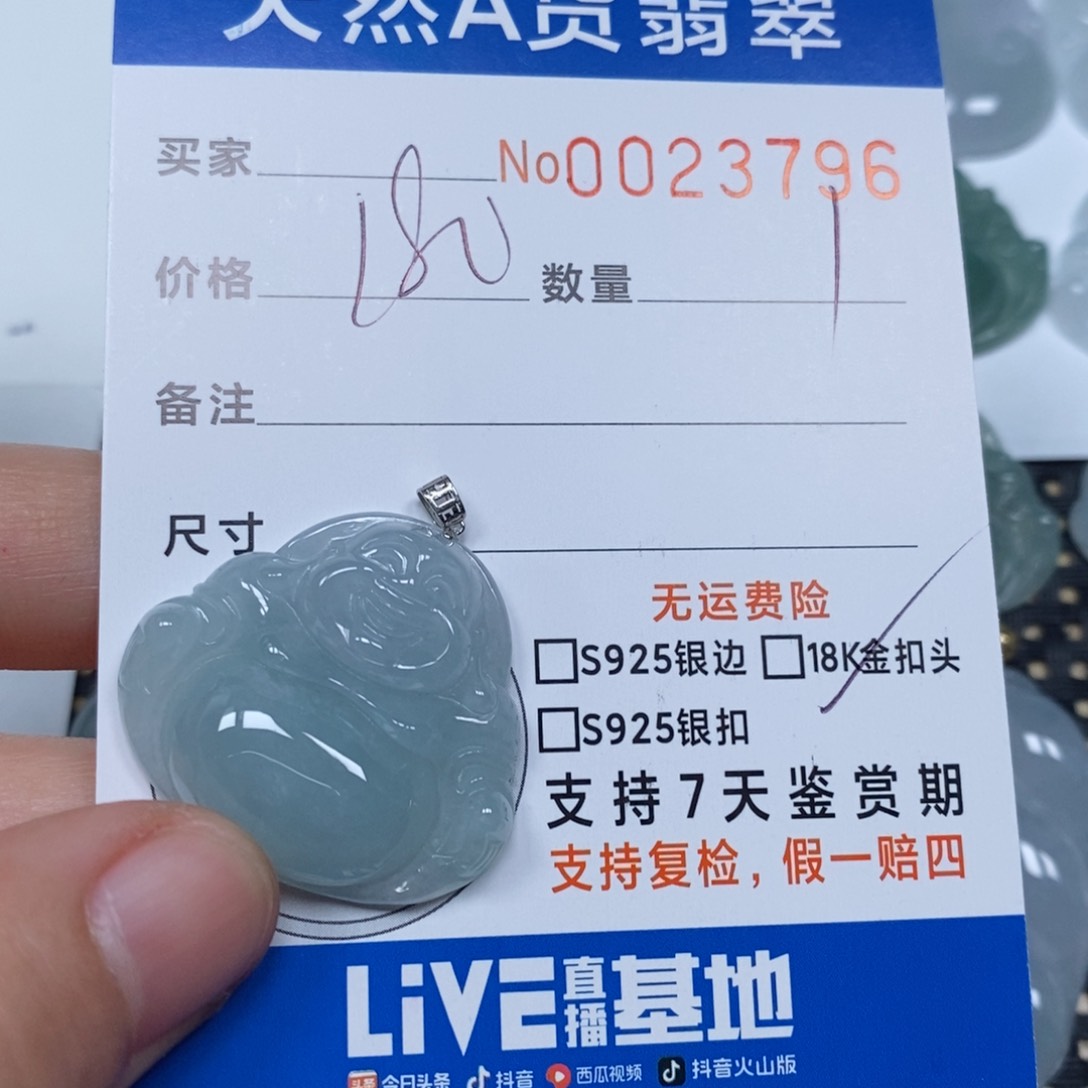 天然A货翡翠
买家 No0023796
价格 180 数量 1
备注
尺寸
无运费险
S925银边 18K金扣头
S925银扣
支持7天鉴赏期
支持复检，假一赔四
LiVE直播基地
头条 今日头条 抖音 西瓜视频 抖音火山版